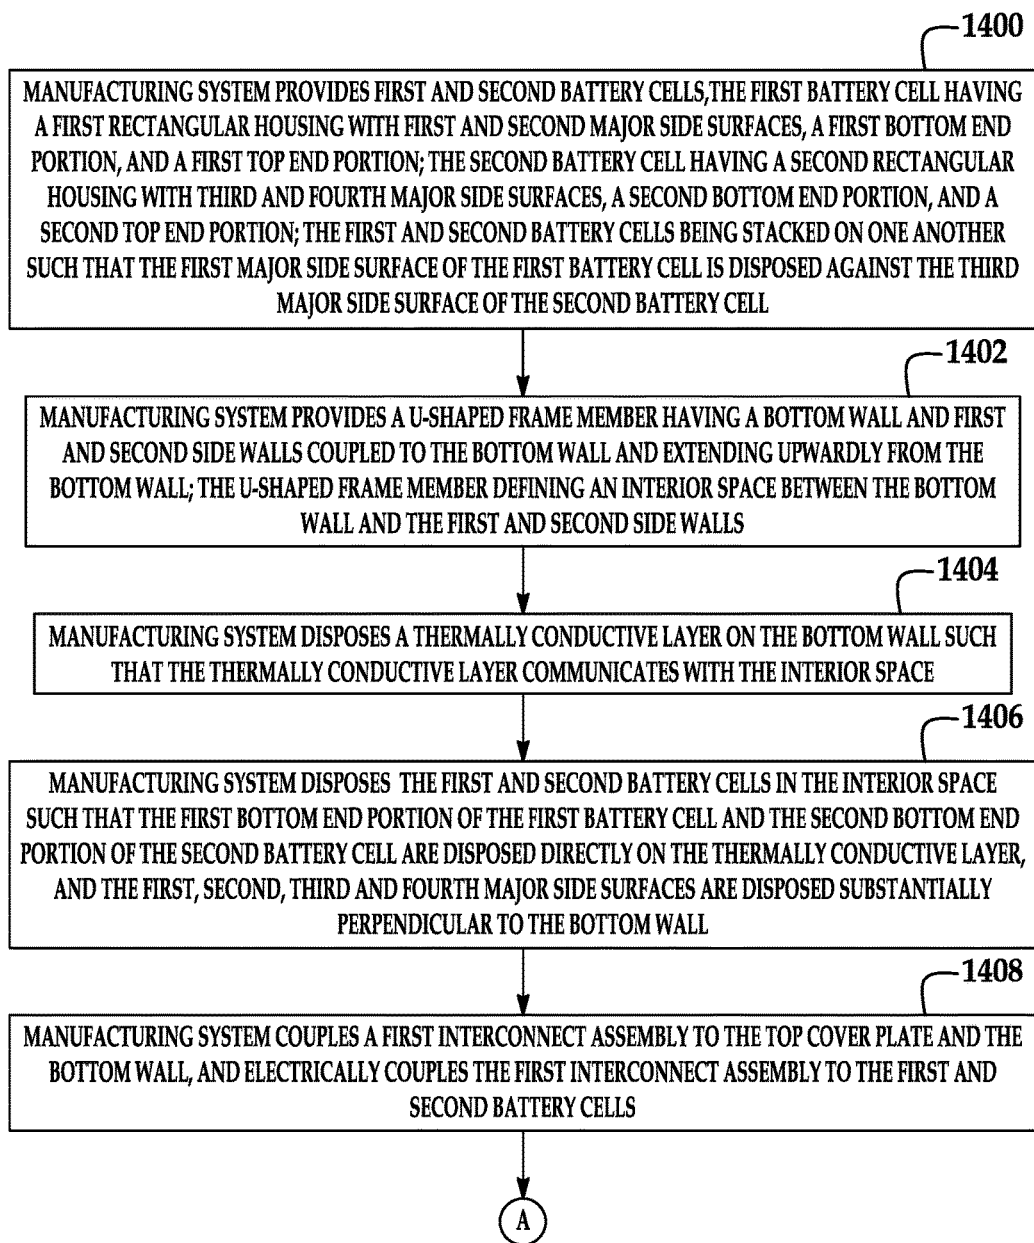 1400
MANUFACTURING SYSTEM PROVIDES FIRST AND SECOND BATTERY CELLS,THE FIRST BATTERY CELL HAVING
A FIRST RECTANGULAR HOUSING WITH FIRST AND SECOND MAJOR SIDE SURFACES, A FIRST BOTTOM END
PORTION, AND A FIRST TOP END PORTION; THE SECOND BATTERY CELL HAVING A SECOND RECTANGULAR
HOUSING WITH THIRD AND FOURTH MAJOR SIDE SURFACES, A SECOND BOTTOM END PORTION, AND A
SECOND TOP END PORTION; THE FIRST AND SECOND BATTERY CELLS BEING STACKED ON ONE ANOTHER
SUCH THAT THE FIRST MAJOR SIDE SURFACE OF THE FIRST BATTERY CELL IS DISPOSED AGAINST THE THIRD
MAJOR SIDE SURFACE OF THE SECOND BATTERY CELL
1402
MANUFACTURING SYSTEM PROVIDES A U-SHAPED FRAME MEMBER HAVING A BOTTOM WALL AND FIRST
AND SECOND SIDE WALLS COUPLED TO THE BOTTOM WALL AND EXTENDING UPWARDLY FROM THE
BOTTOM WALL; THE U-SHAPED FRAME MEMBER DEFINING AN INTERIOR SPACE BETWEEN THE BOTTOM
WALL AND THE FIRST AND SECOND SIDE WALLS
1404
MANUFACTURING SYSTEM DISPOSES A THERMALLY CONDUCTIVE LAYER ON THE BOTTOM WALL SUCH
THAT THE THERMALLY CONDUCTIVE LAYER COMMUNICATES WITH THE INTERIOR SPACE
1406
MANUFACTURING SYSTEM DISPOSES THE FIRST AND SECOND BATTERY CELLS IN THE INTERIOR SPACE
SUCH THAT THE FIRST BOTTOM END PORTION OF THE FIRST BATTERY CELL AND THE SECOND BOTTOM END
PORTION OF THE SECOND BATTERY CELL ARE DISPOSED DIRECTLY ON THE THERMALLY CONDUCTIVE LAYER,
AND THE FIRST, SECOND, THIRD AND FOURTH MAJOR SIDE SURFACES ARE DISPOSED SUBSTANTIALLY
PERPENDICULAR TO THE BOTTOM WALL
1408
MANUFACTURING SYSTEM COUPLES A FIRST INTERCONNECT ASSEMBLY TO THE TOP COVER PLATE AND THE
BOTTOM WALL, AND ELECTRICALLY COUPLES THE FIRST INTERCONNECT ASSEMBLY TO THE FIRST AND
SECOND BATTERY CELLS
A